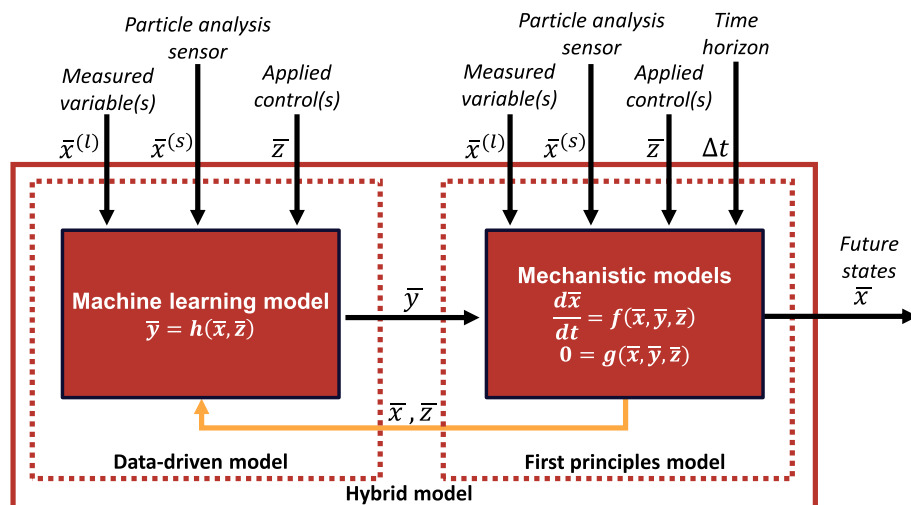 Particle analysis
sensor
Measured
variable(s)
Applied
control(s)
x̅⁽ˡ⁾
x̅⁽ˢ⁾
z̅
Particle analysis
sensor
Time
horizon
Measured
variable(s)
Applied
control(s)
x̅⁽ˡ⁾
x̅⁽ˢ⁾
z̅
Δt
Machine learning model
y̅ = h(x̅, z̅)
y̅
Mechanistic models
dx̅/dt = f(x̅, y̅, z̅)
0 = g(x̅, y̅, z̅)
Future
states
x̅
x̅ , z̅
Data-driven model
First principles model
Hybrid model